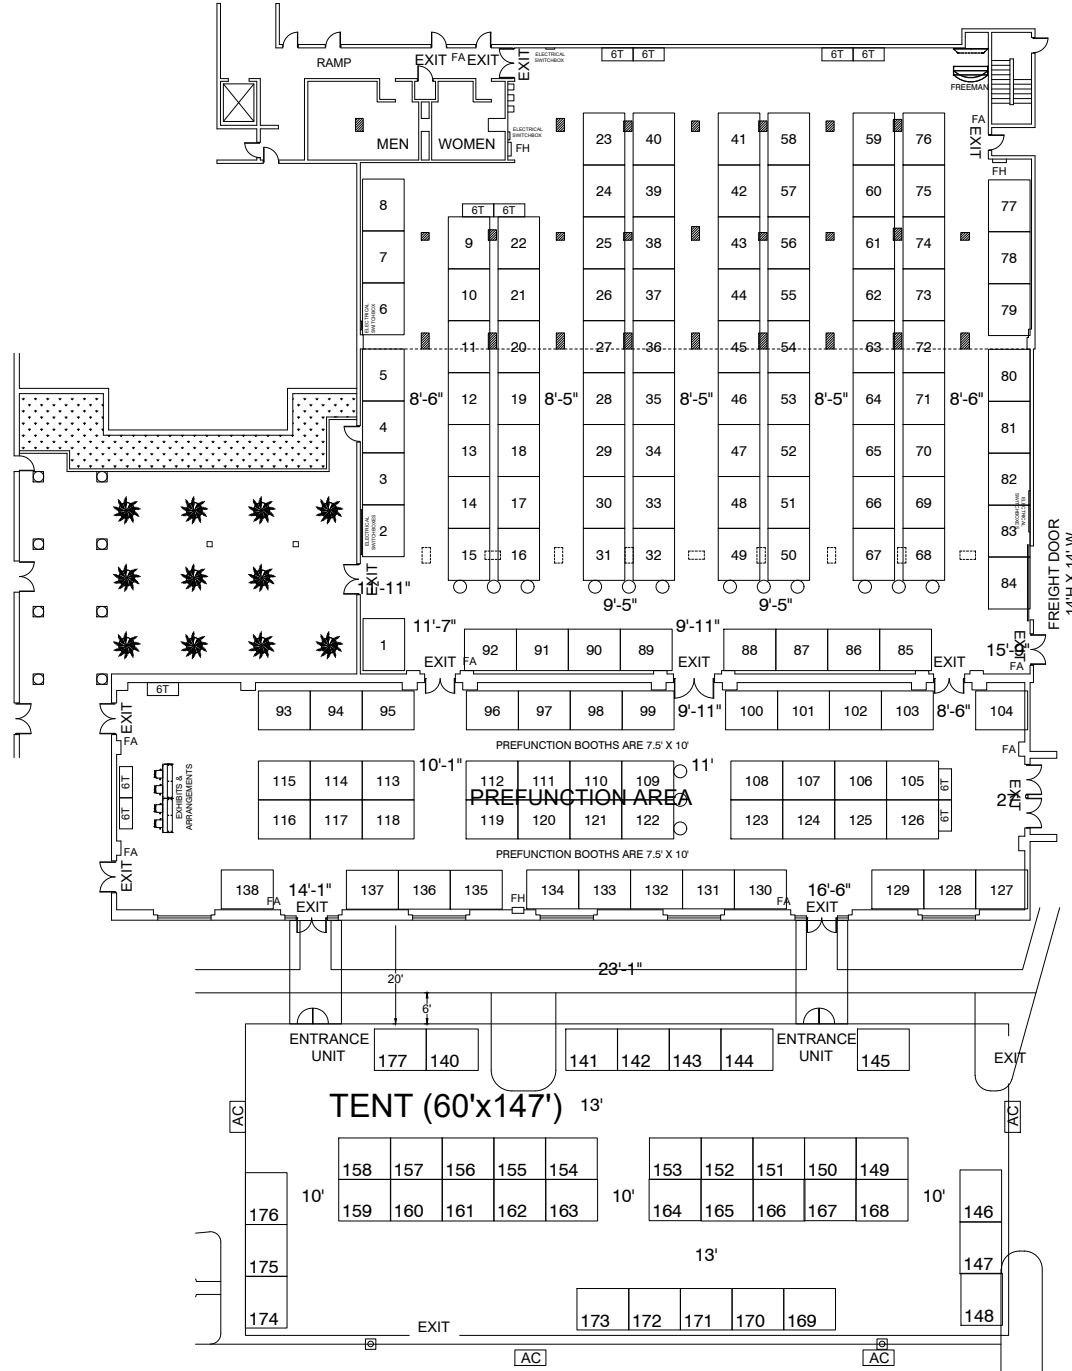 6T 6T 6T 6T
RAMP EXIT FA EXIT EXIT ELECTRICAL SWITCHBOX
FREEMAN
MEN WOMEN ELECTRICAL SWITCHBOX FH FA EXIT FH
23 40 41 58 59 76
8 24 39 42 57 60 75 77
6T 6T
7 9 22 25 38 43 56 61 74 78
6 10 21 26 37 44 55 62 73 79
ELECTRICAL SWITCHBOX
11 20 27 36 45 54 63 72
5 80
8'-6" 12 19 8'-5" 28 35 8'-5" 46 53 8'-5" 64 71 8'-6"
4 13 18 29 34 47 52 65 70 81
3 14 17 30 33 48 51 66 69 82
2 ELECTRICAL SWITCHBOXES 83 ELECTRICAL SWITCHBOXES
15 16 31 32 49 50 67 68
EXIT 84
FREIGHT DOOR
14'H X 14' W
9'-5" 9'-5"
11'-7" 9'-11"
1 92 91 90 89 88 87 86 85 15'-9" EXIT
EXIT FA EXIT EXIT FA
6T
93 94 95 96 97 98 99 9'-11" 100 101 102 103 8'-6" 104
EXIT
FA PREFUNCTION BOOTHS ARE 7.5' X 10' FA
10'-1" 11'
6T 6T EXHIBITS & ARRANGEMENTS
115 114 113 112 111 110 109 108 107 106 105 6T
PREFUNCTION AREA
27' EXIT
116 117 118 119 120 121 122 123 124 125 126 6T
FA PREFUNCTION BOOTHS ARE 7.5' X 10'
EXIT
138 14'-1" 137 136 135 134 133 132 131 130 16'-6" 129 128 127
FA EXIT FH FA EXIT
20' 23'-1"
6'
ENTRANCE UNIT 177 140 141 142 143 144 ENTRANCE UNIT 145 EXIT
TENT (60'x147') 13'
AC AC
158 157 156 155 154 153 152 151 150 149
176 10' 159 160 161 162 163 10' 164 165 166 167 168 10' 146
175 13' 147
174 173 172 171 170 169 148
EXIT
AC AC